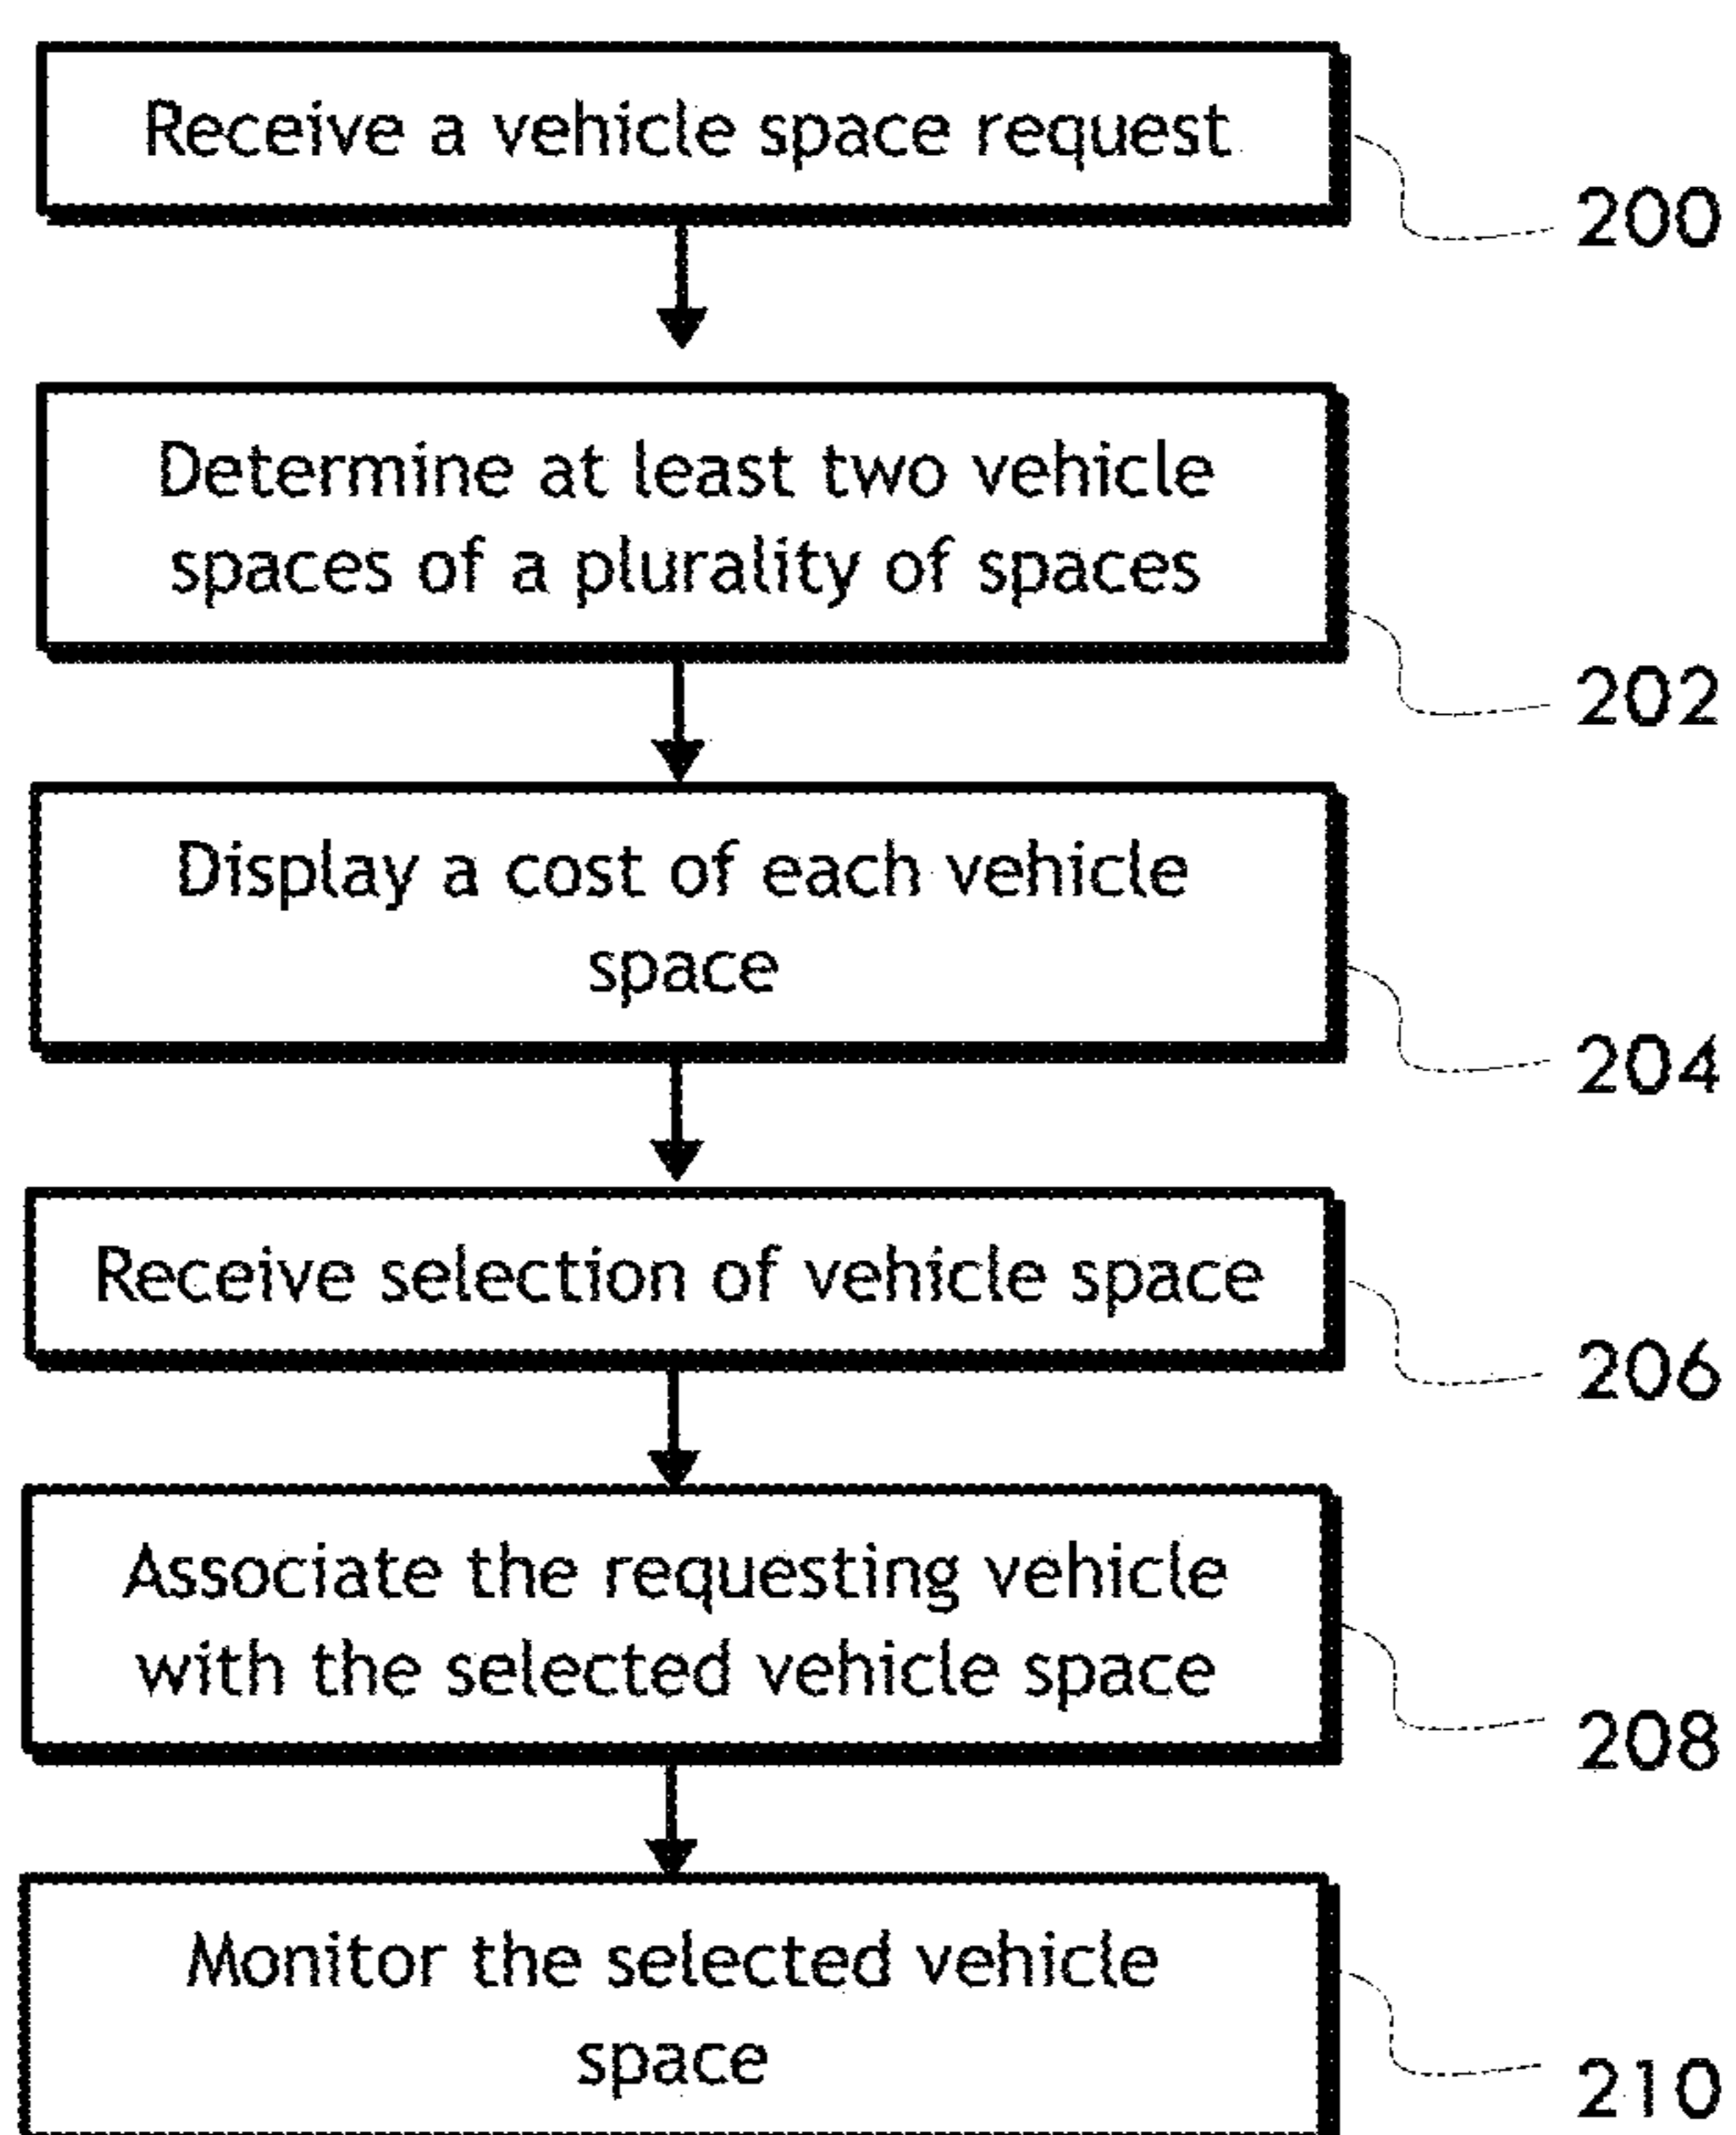 Receive a vehicle space request
200
Determine at least two vehicle
spaces of a plurality of spaces
202
Display a cost of each vehicle
space
204
Receive selection of vehicle space
206
Associate the requesting vehicle
with the selected vehicle space
208
Monitor the selected vehicle
space
210